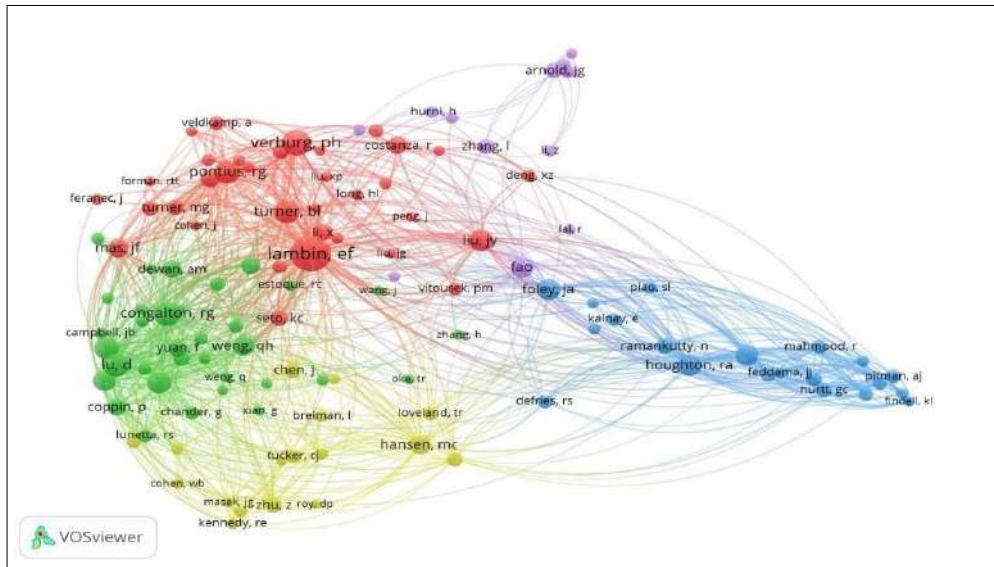 arnold, jg
hurni, h
veldkamp, a
verburg, ph
costanza, r
zhang, l
li, z
pontius, rg
liu, xp
deng, xz
forman, rtt
feranec, j
long, hl
turner, mg
turner, bl
peng, j
cohen, j
li, x
lal, r
liu, jy
mas, jf
lambin, ef
liu, jg
dewan, am
fao
estoque, rc
wang, j
vitousek, pm
foley, ja
piao, sl
congalton, rg
seto, kc
kalnay, e
campbell, jb
zhang, h
yuan, f
weng, qh
ramankutty, n
mahmood, r
lu, d
chen, j
houghton, ra
weng, q
oke, tr
feddema, jj
pitman, aj
hurtt, gc
coppin, p
defries, rs
findell, kl
chander, g
xian, g
breiman, l
loveland, tr
lunetta, rs
hansen, mc
tucker, cj
cohen, wb
masek, jg
zhu, z
roy, dp
kennedy, re
VOSviewer